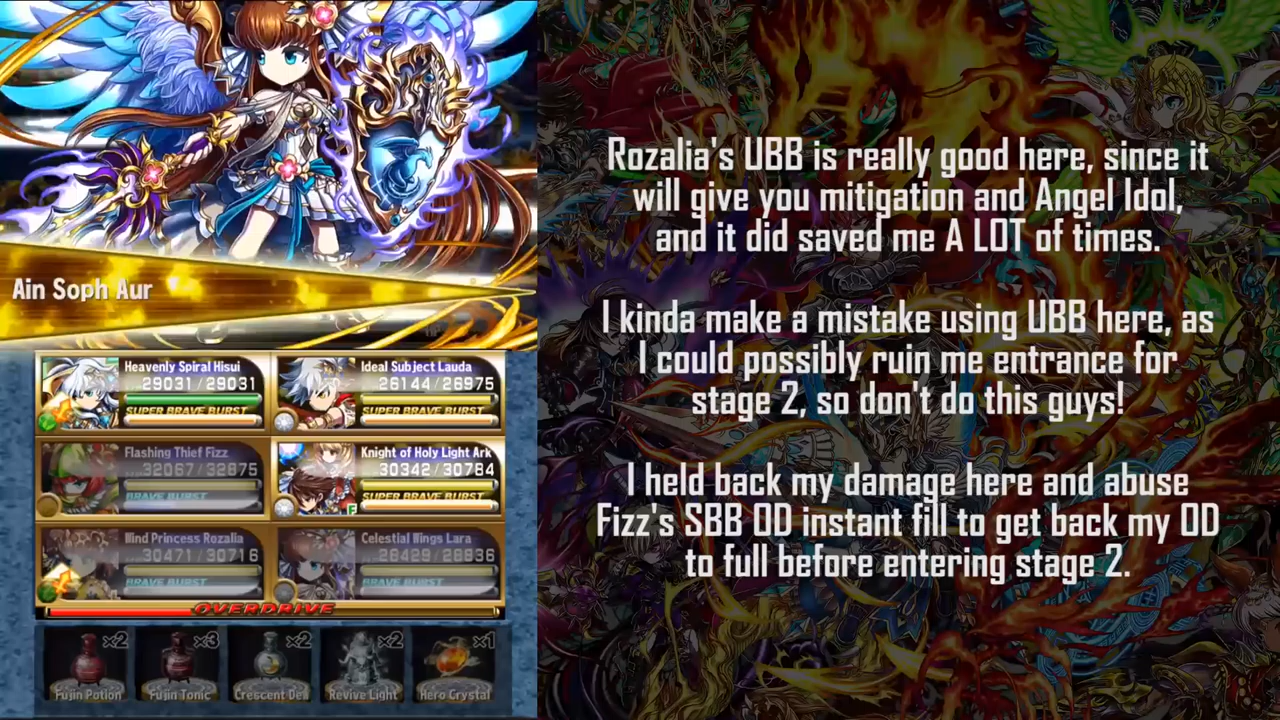 Ain Soph Aur
Heavenly Spiral Hisui
29031/29031
SUPER BRAVE BURST
Ideal Subject Lauda
26144/26975
SUPER BRAVE BURST
Flashing Thief Fizz
32067/32875
BRAVE BURST
Knight of Holy Light Ark
30342/30784
SUPER BRAVE BURST
F
Wind Princess Rozalia
30471/30716
BRAVE BURST
Celestial Wings Lara
26429/28836
BRAVE BURST
OVERDRIVE
x2
Fujin Potion
x3
Fujin Tonic
x2
Crescent Dew
x2
Revive Light
x1
Hero Crystal
Rozalia's UBB is really good here, since it
will give you mitigation and Angel Idol,
and it did saved me A LOT of times.
I kinda make a mistake using UBB here, as
I could possibly ruin me entrance for
stage 2, so don't do this guys!
I held back my damage here and abuse
Fizz's SBB OD instant fill to get back my OD
to full before entering stage 2.